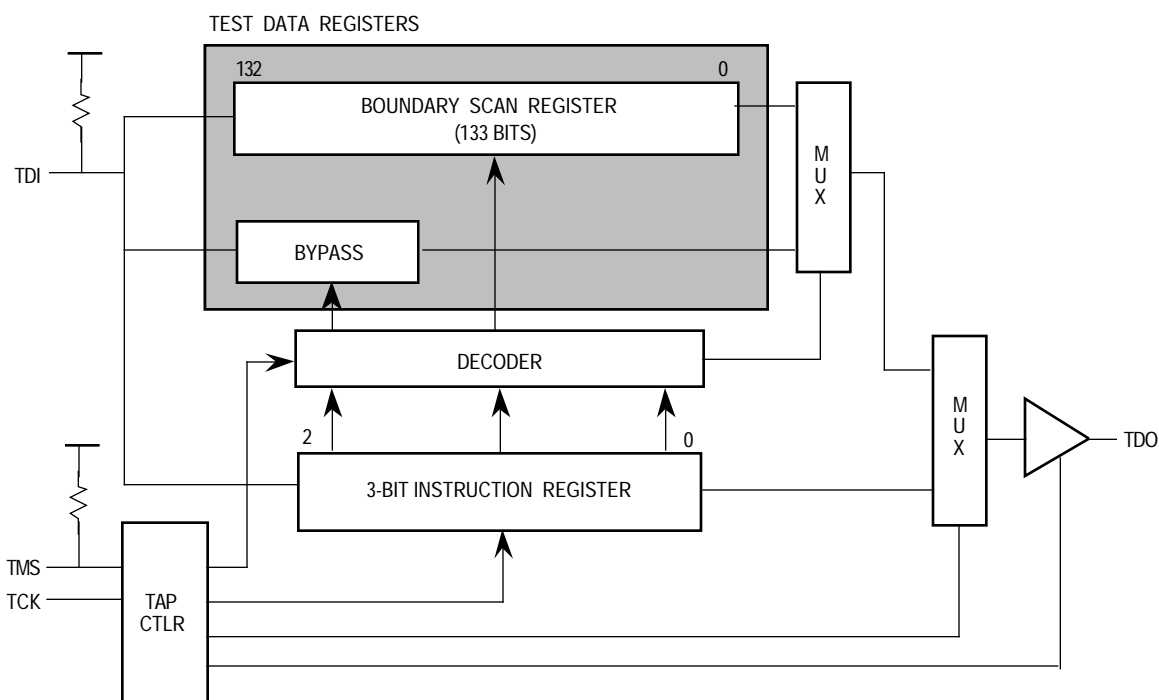 TEST DATA REGISTERS
132
0
BOUNDARY SCAN REGISTER
(133 BITS)
M
U
X
TDI
BYPASS
DECODER
M
U
X
TDO
2
0
3-BIT INSTRUCTION REGISTER
TMS
TCK
TAP
CTLR